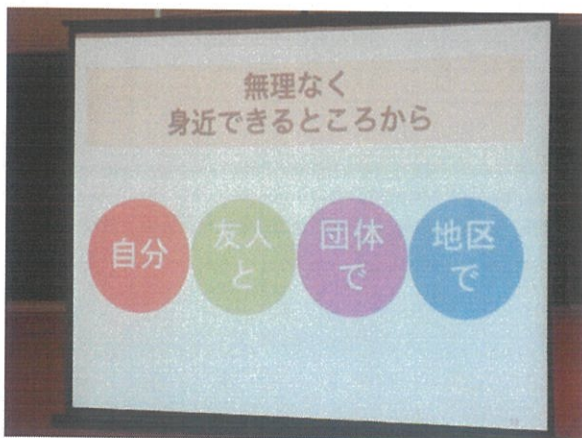 無理なく
身近できるところから
自分
友人
と
団体
で
地区
で